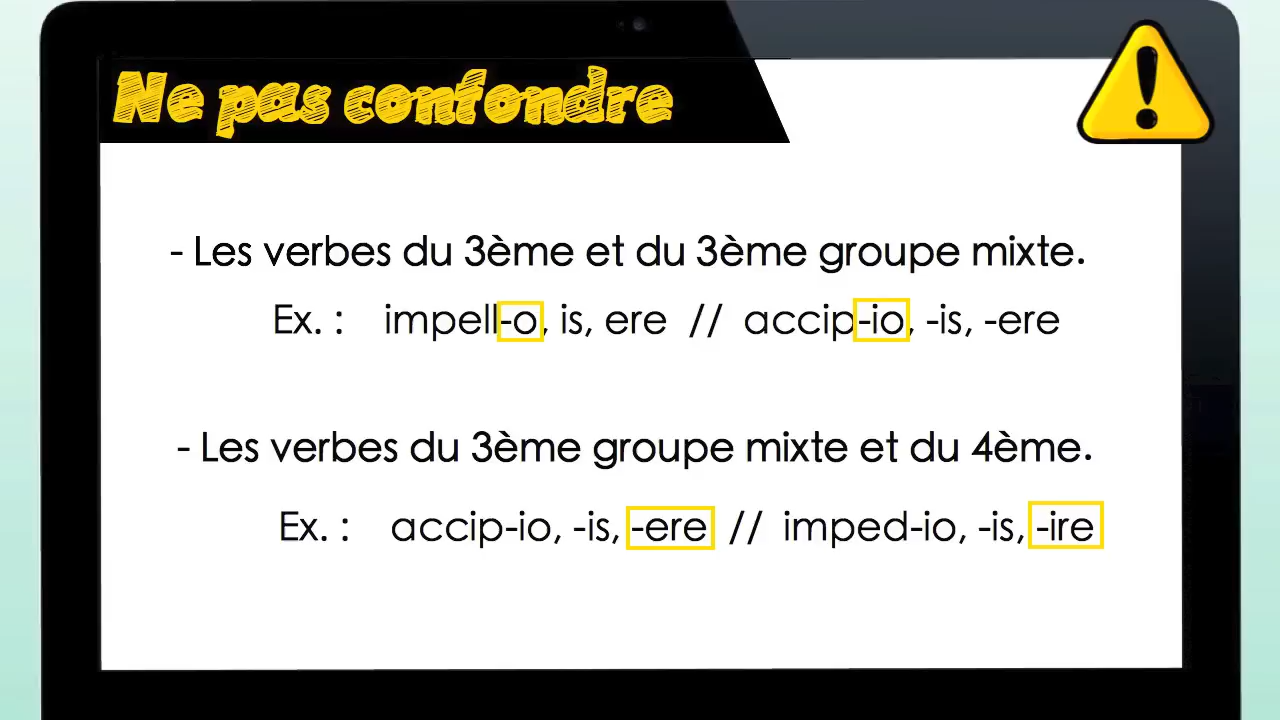 Ne pas confondre
- Les verbes du 3ème et du 3ème groupe mixte.
Ex. : impell-o, is, ere // accip-io, -is, -ere
- Les verbes du 3ème groupe mixte et du 4ème.
Ex. : accip-io, -is, -ere // imped-io, -is, -ire